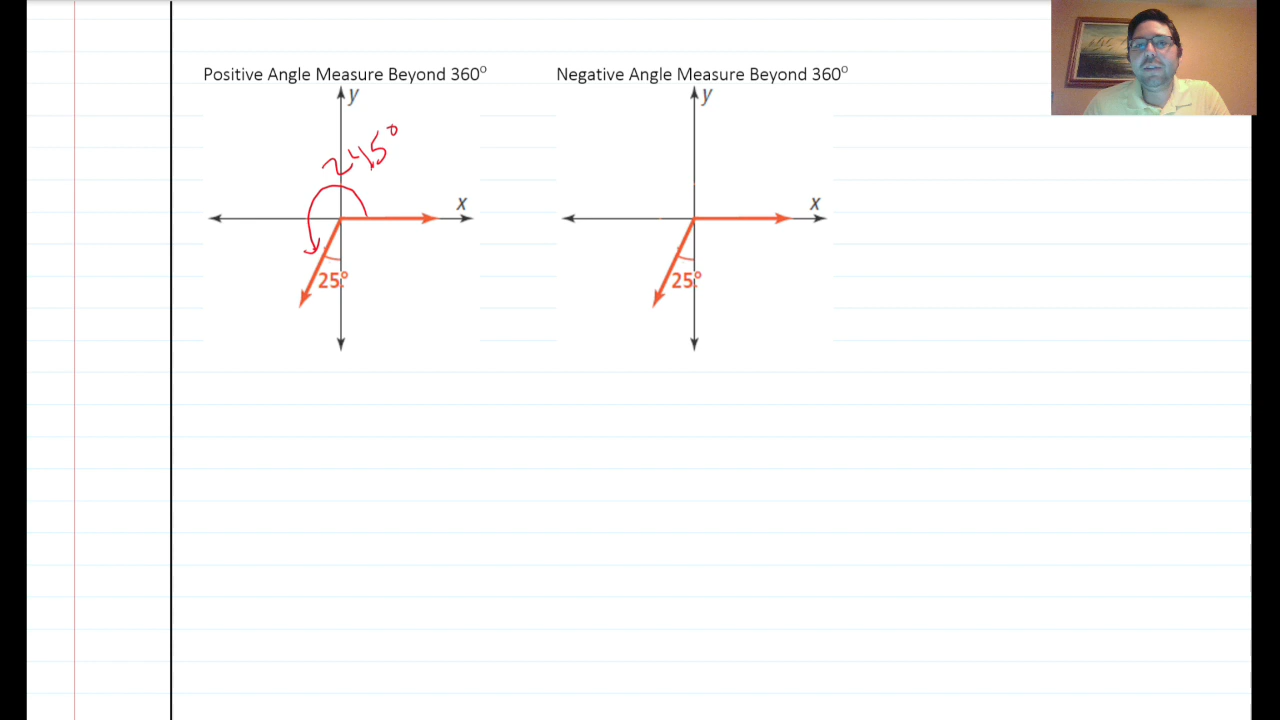 Positive Angle Measure Beyond 360° Negative Angle Measure Beyond 360°
y
245°
x
25°
y
x
25°